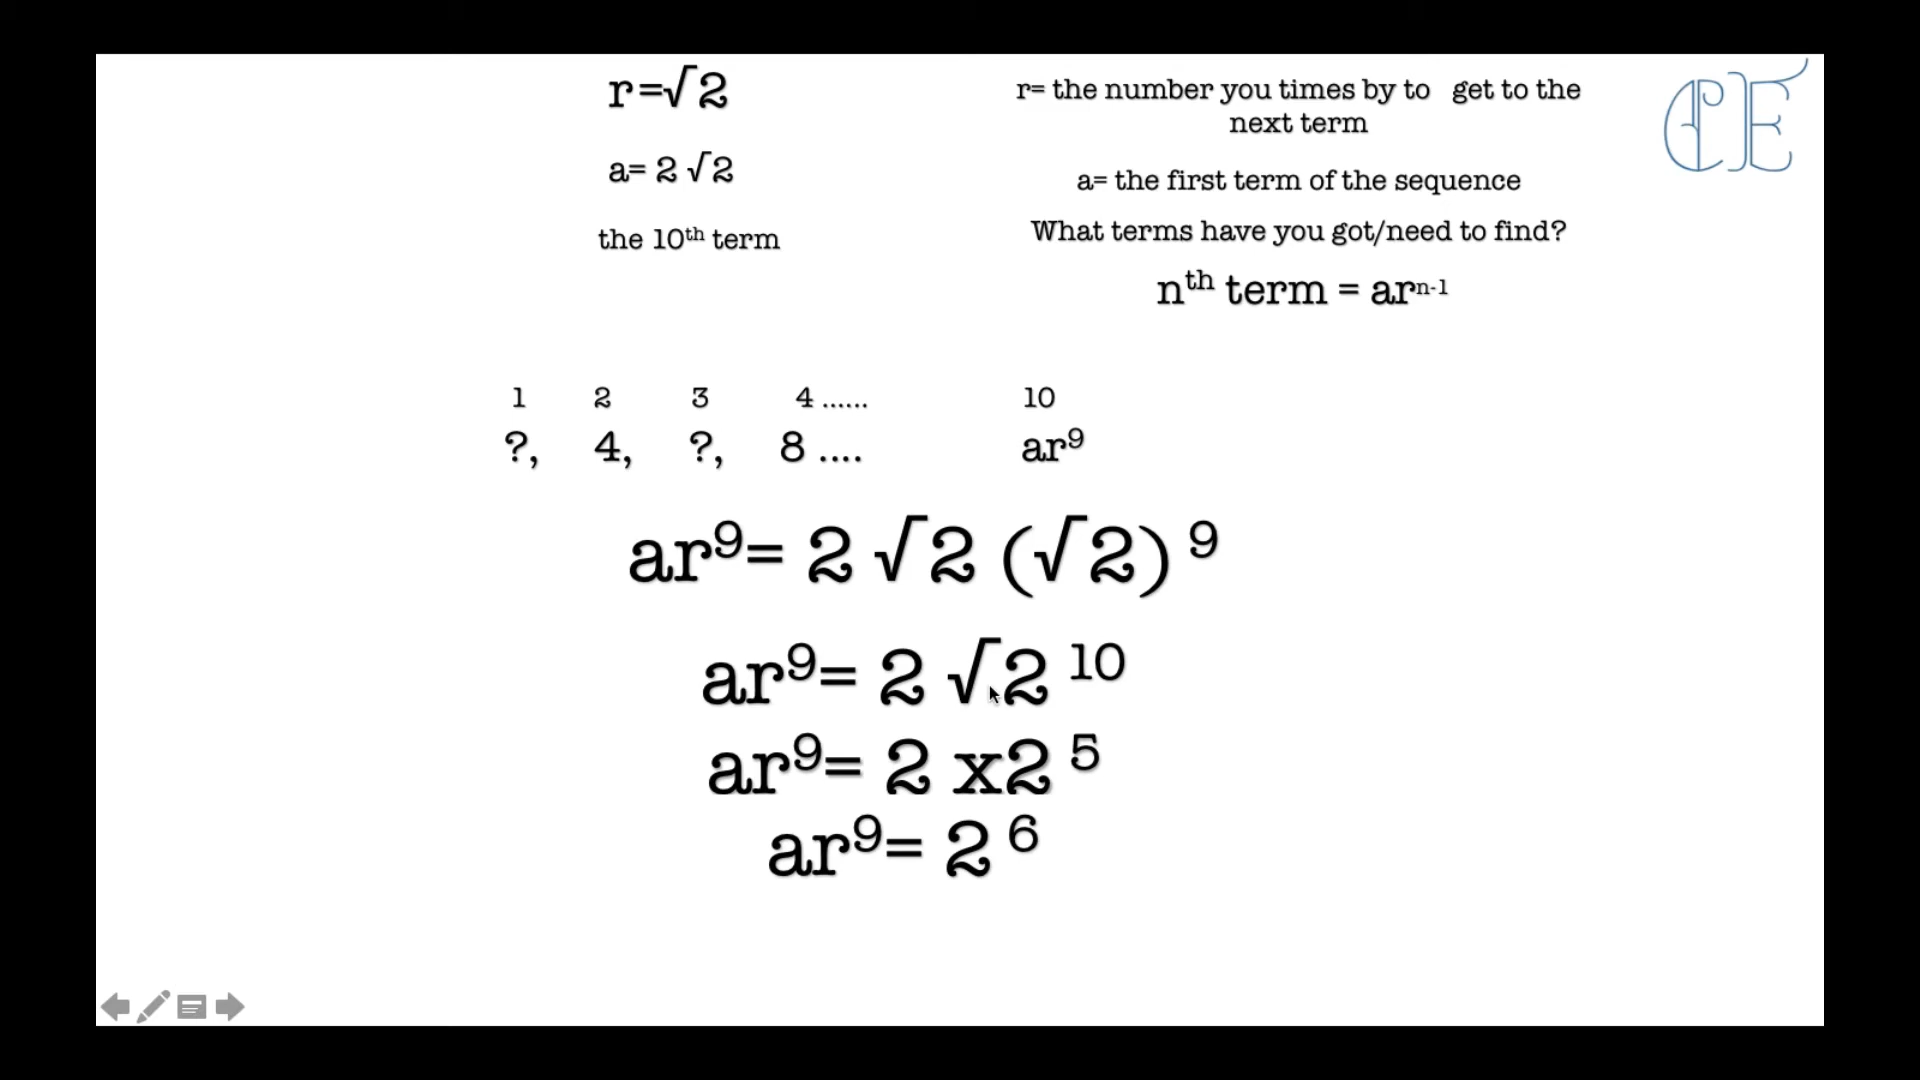 r=√2
a= 2 √2
the 10th term
r= the number you times by to get to the
next term
a= the first term of the sequence
What terms have you got/need to find?
nth term = arn-1
CE
1 2 3 4 ...... 10
?, 4, ?, 8 .... ar9
ar9= 2 √2 (√2) 9
ar9= 2 √2 10
ar9= 2 x2 5
ar9= 2 6